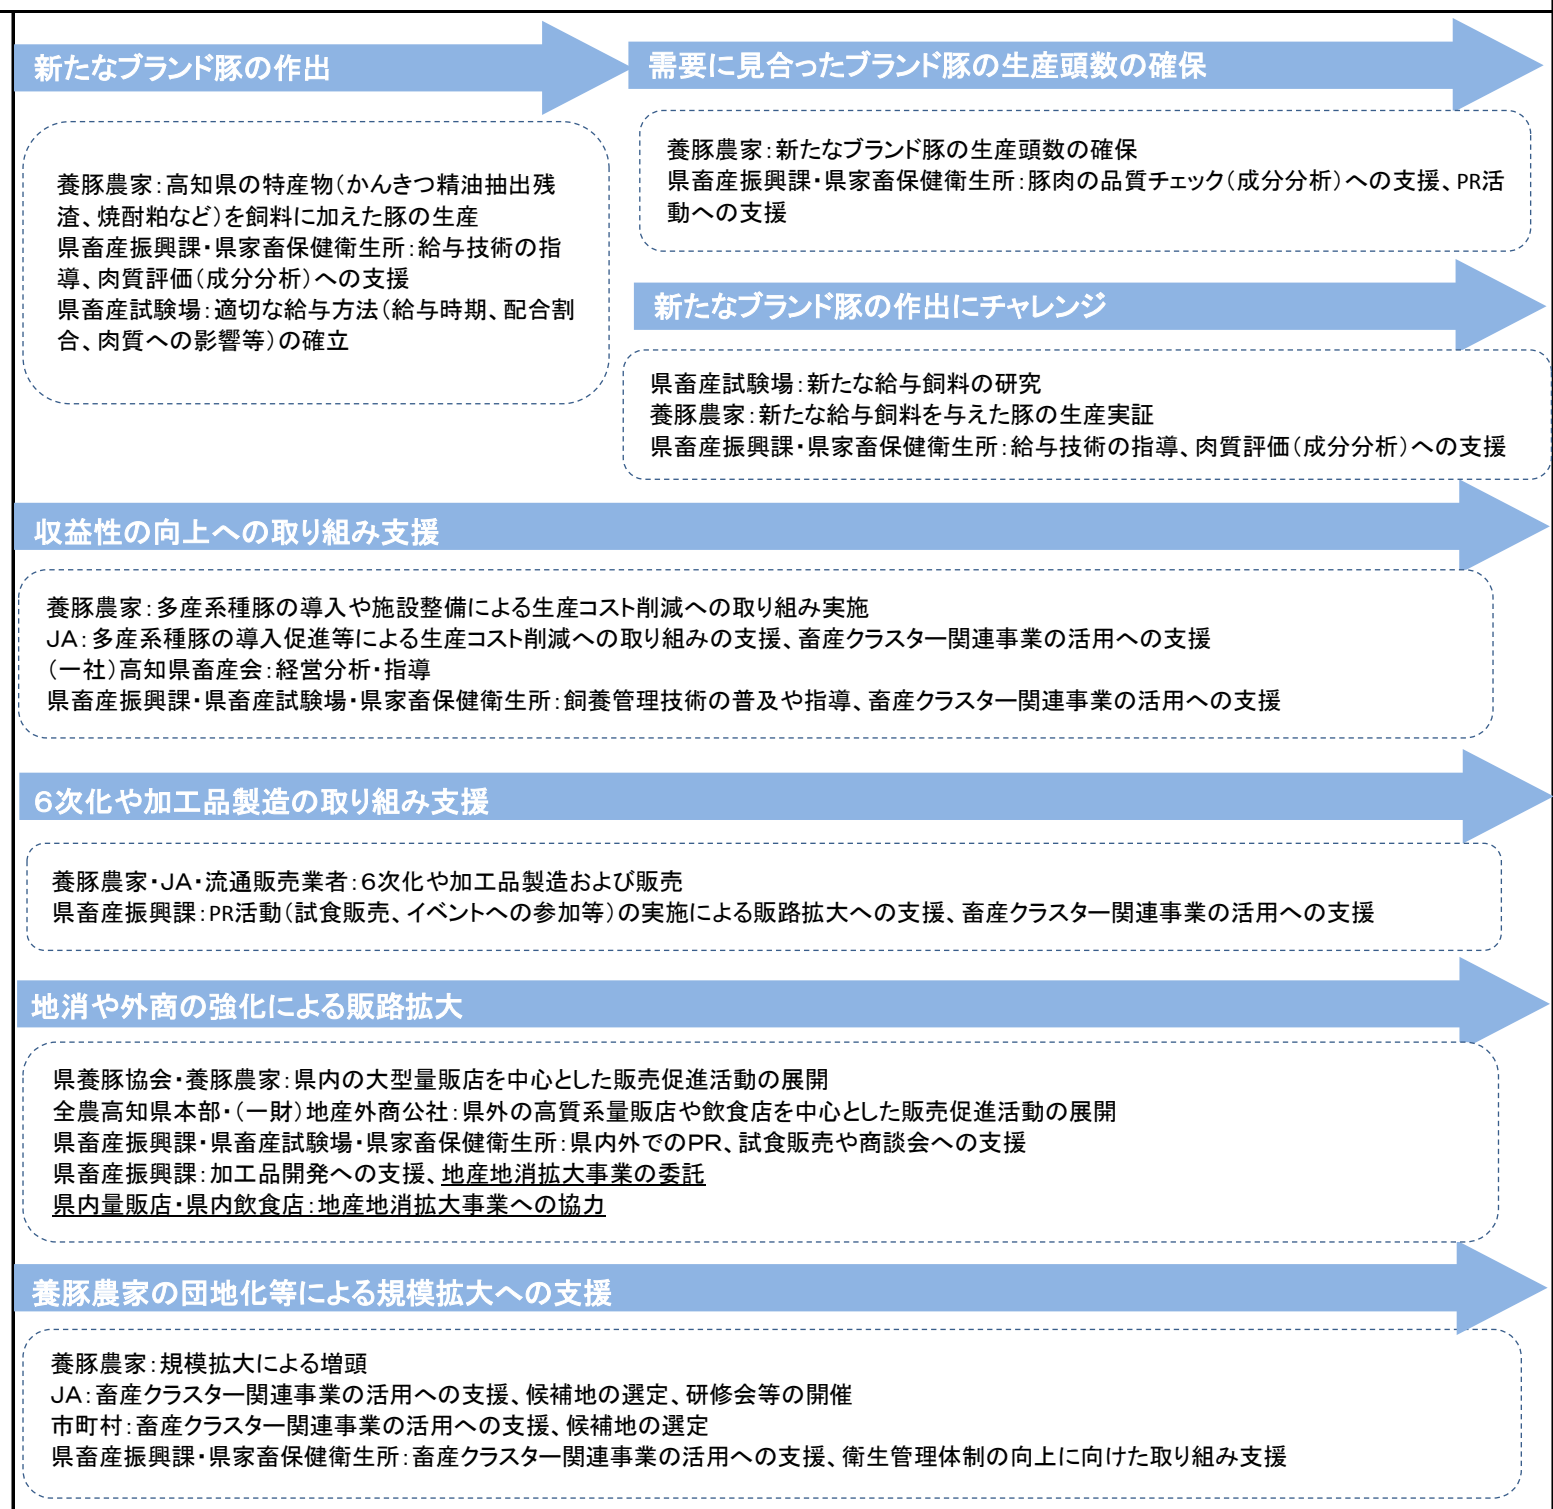 新たなブランド豚の作出
養豚農家：高知県の特産物（かんきつ精油抽出残
渣、焼酎粕など）を飼料に加えた豚の生産
県畜産振興課・県家畜保健衛生所：給与技術の指
導、肉質評価（成分分析）への支援
県畜産試験場：適切な給与方法（給与時期、配合割
合、肉質への影響等）の確立
需要に見合ったブランド豚の生産頭数の確保
養豚農家：新たなブランド豚の生産頭数の確保
県畜産振興課・県家畜保健衛生所：豚肉の品質チェック（成分分析）への支援、PR活
動への支援
新たなブランド豚の作出にチャレンジ
県畜産試験場：新たな給与飼料の研究
養豚農家：新たな給与飼料を与えた豚の生産実証
県畜産振興課・県家畜保健衛生所：給与技術の指導、肉質評価（成分分析）への支援
収益性の向上への取り組み支援
養豚農家：多産系種豚の導入や施設整備による生産コスト削減への取り組み実施
ＪＡ：多産系種豚の導入促進等による生産コスト削減への取り組みの支援、畜産クラスター関連事業の活用への支援
（一社）高知県畜産会：経営分析・指導
県畜産振興課・県畜産試験場・県家畜保健衛生所：飼養管理技術の普及や指導、畜産クラスター関連事業の活用への支援
６次化や加工品製造の取り組み支援
養豚農家・ＪＡ・流通販売業者：６次化や加工品製造および販売
県畜産振興課：PR活動（試食販売、イベントへの参加等）の実施による販路拡大への支援、畜産クラスター関連事業の活用への支援
地消や外商の強化による販路拡大
県養豚協会・養豚農家：県内の大型量販店を中心とした販売促進活動の展開
全農高知県本部・（一財）地産外商公社：県外の高質系量販店や飲食店を中心とした販売促進活動の展開
県畜産振興課・県畜産試験場・県家畜保健衛生所：県内外でのＰＲ、試食販売や商談会への支援
県畜産振興課：加工品開発への支援、地産地消拡大事業の委託
県内量販店・県内飲食店：地産地消拡大事業への協力
養豚農家の団地化等による規模拡大への支援
養豚農家：規模拡大による増頭
ＪＡ：畜産クラスター関連事業の活用への支援、候補地の選定、研修会等の開催
市町村：畜産クラスター関連事業の活用への支援、候補地の選定
県畜産振興課・県家畜保健衛生所：畜産クラスター関連事業の活用への支援、衛生管理体制の向上に向けた取り組み支援